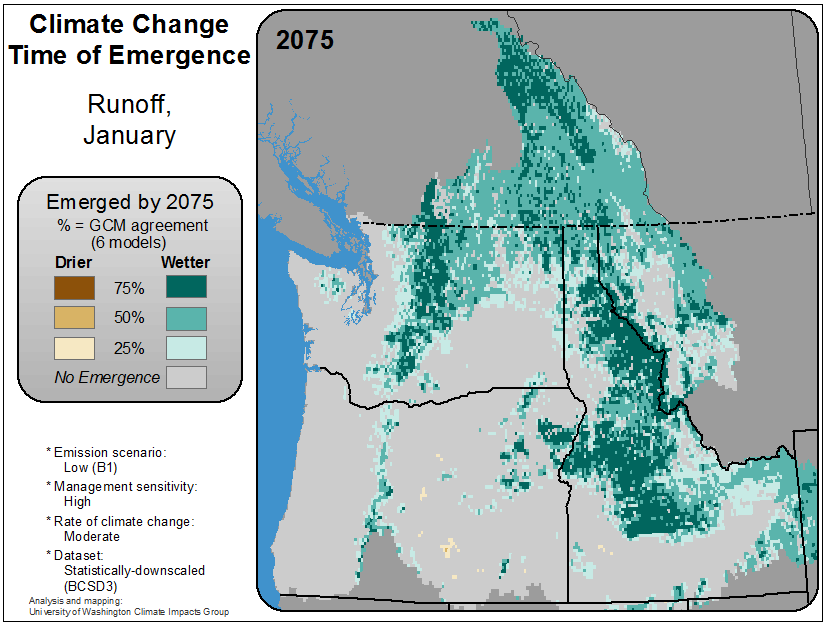 Climate Change
Time of Emergence
Runoff,
January
2075
Emerged by 2075
% = GCM agreement
(6 models)
Drier Wetter
75%
50%
25%
No Emergence
* Emission scenario:
Low (B1)
* Management sensitivity:
High
* Rate of climate change:
Moderate
* Dataset:
Statistically-downscaled
(BCSD3)
Analysis and mapping:
University of Washington Climate Impacts Group